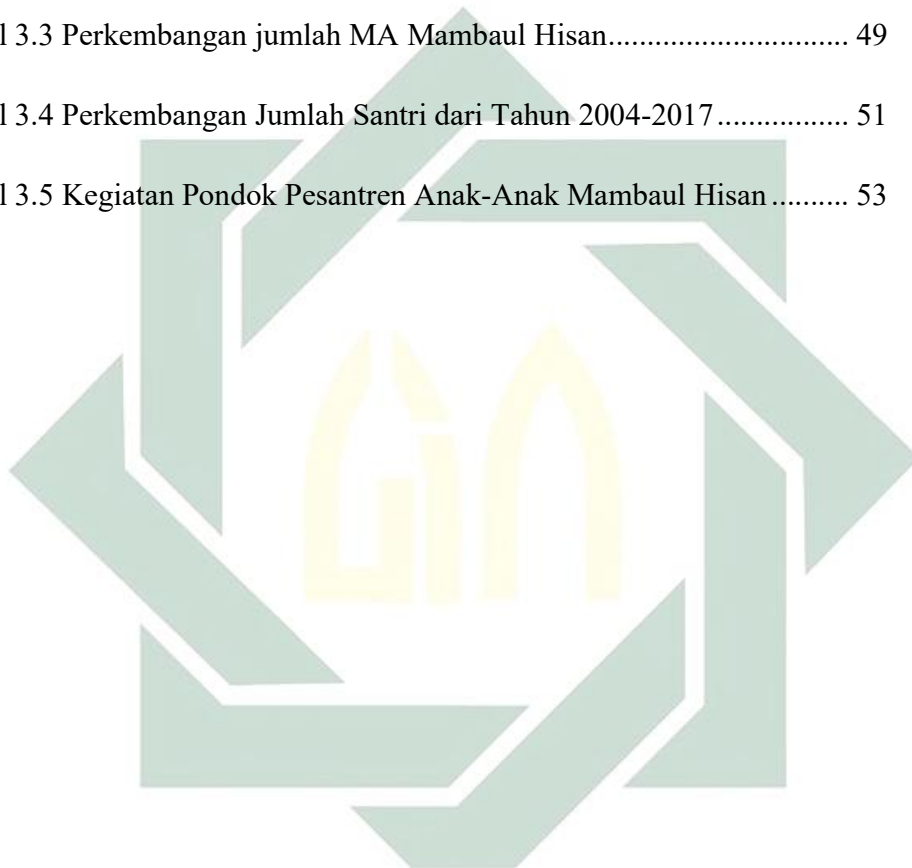 l 3.3 Perkembangan jumlah MA Mambaul Hisan............................... 49
l 3.4 Perkembangan Jumlah Santri dari Tahun 2004-2017................. 51
l 3.5 Kegiatan Pondok Pesantren Anak-Anak Mambaul Hisan.......... 53